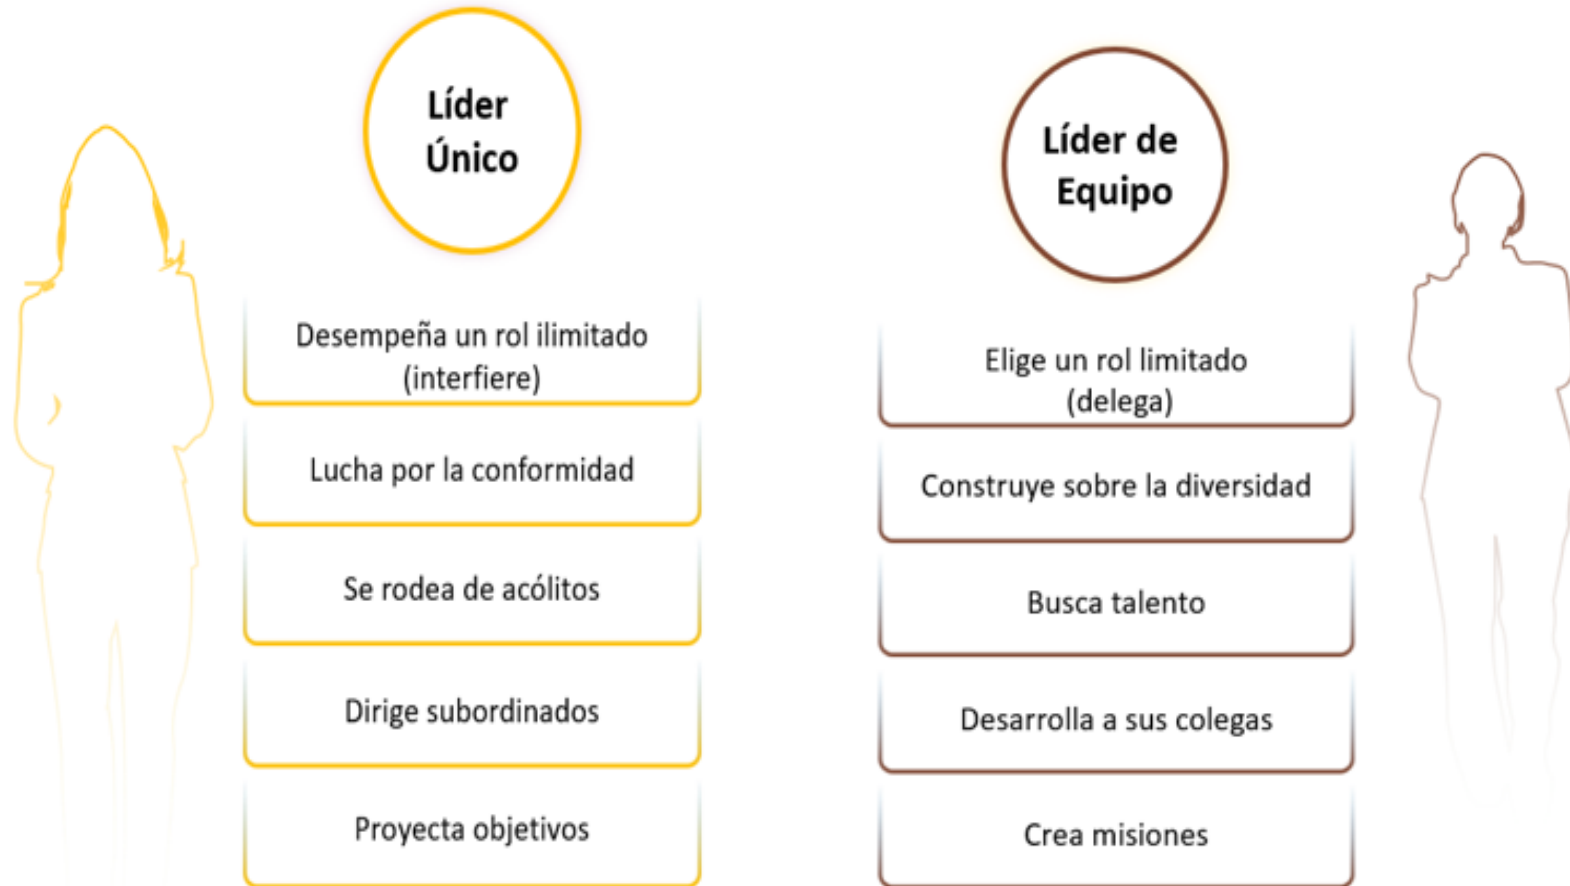 Líder
Único
Desempeña un rol ilimitado
(interfiere)
Lucha por la conformidad
Se rodea de acólitos
Dirige subordinados
Proyecta objetivos
Líder de
Equipo
Elige un rol limitado
(delega)
Construye sobre la diversidad
Busca talento
Desarrolla a sus colegas
Crea misiones